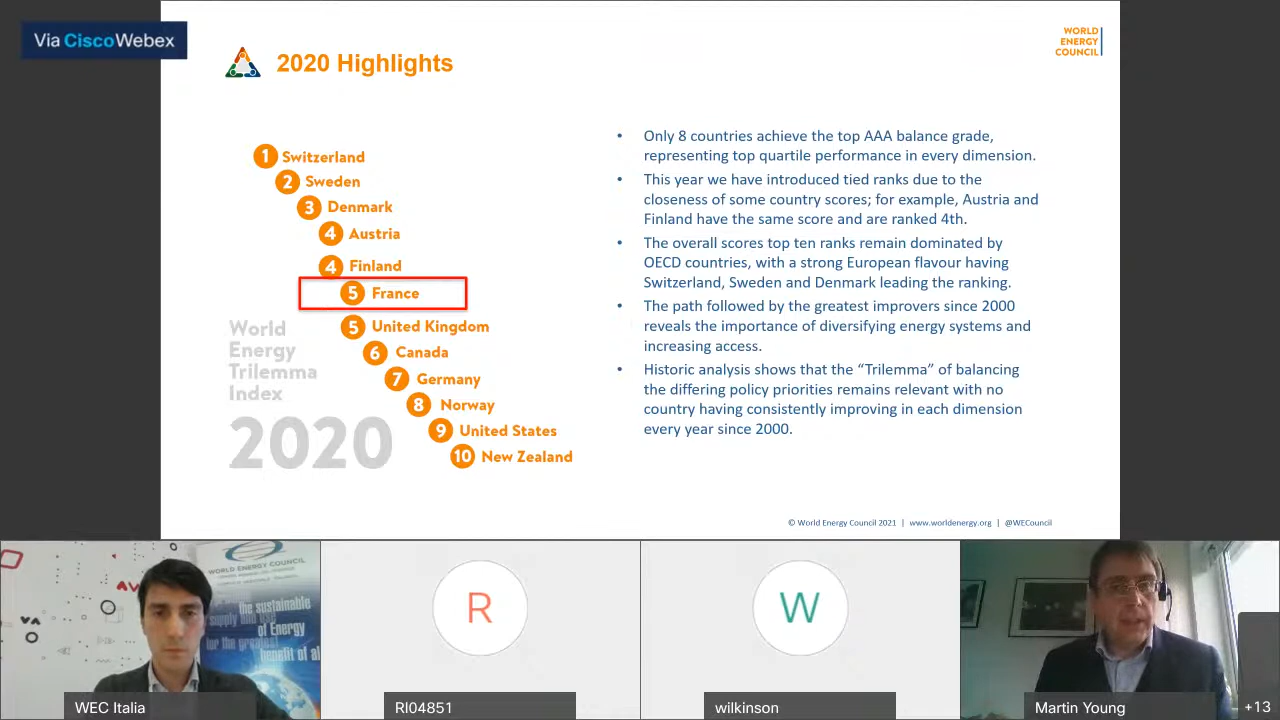 Via Cisco Webex
2020 Highlights
WORLD
ENERGY
COUNCIL
1 Switzerland
2 Sweden
3 Denmark
4 Austria
4 Finland
5 France
5 United Kingdom
6 Canada
7 Germany
8 Norway
9 United States
10 New Zealand
World
Energy
Trilemma
Index
2020
• Only 8 countries achieve the top AAA balance grade,
representing top quartile performance in every dimension.
• This year we have introduced tied ranks due to the
closeness of some country scores; for example, Austria and
Finland have the same score and are ranked 4th.
• The overall scores top ten ranks remain dominated by
OECD countries, with a strong European flavour having
Switzerland, Sweden and Denmark leading the ranking.
• The path followed by the greatest improvers since 2000
reveals the importance of diversifying energy systems and
increasing access.
• Historic analysis shows that the “Trilemma” of balancing
the differing policy priorities remains relevant with no
country having consistently improving in each dimension
every year since 2000.
© World Energy Council 2021 | www.worldenergy.org | @WECouncil
WORLD ENERGY COUNCIL
the sustainable
supply and use
of Energy
for the greatest
benefit of al
WEC Italia
R
RI04851
W
wilkinson
Martin Young
+13